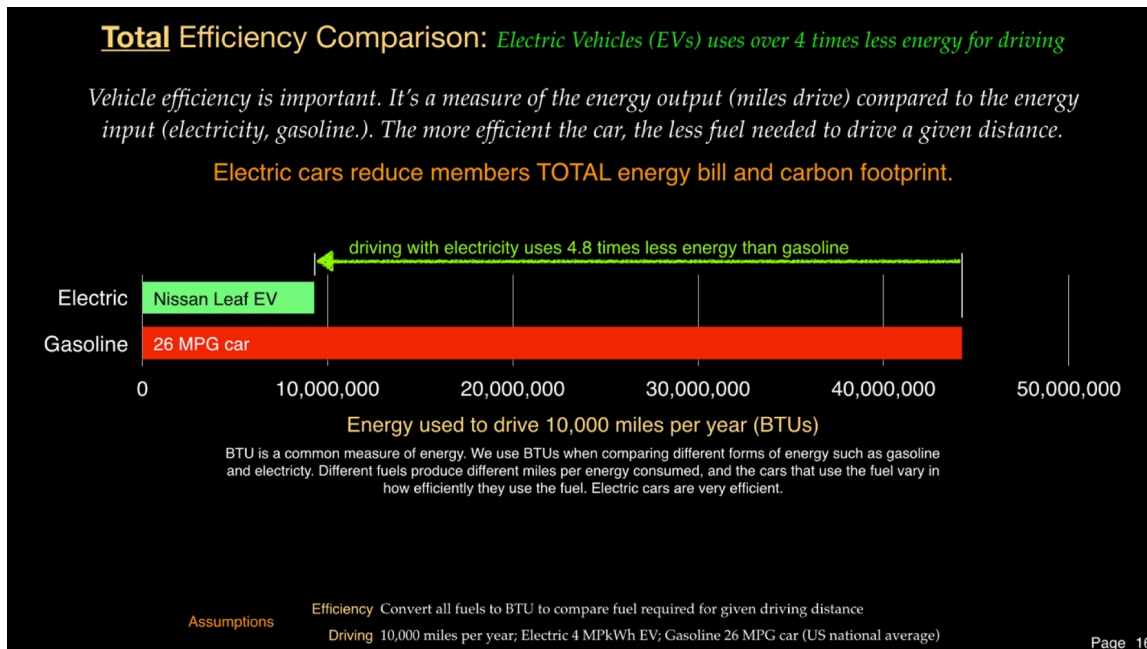 Total Efficiency Comparison: Electric Vehicles (EVs) uses over 4 times less energy for driving
Vehicle efficiency is important. It's a measure of the energy output (miles drive) compared to the energy
input (electricity, gasoline.). The more efficient the car, the less fuel needed to drive a given distance.
Electric cars reduce members TOTAL energy bill and carbon footprint.
driving with electricity uses 4.8 times less energy than gasoline
Electric
Nissan Leaf EV
Gasoline
26 MPG car
0 10,000,000 20,000,000 30,000,000 40,000,000 50,000,000
Energy used to drive 10,000 miles per year (BTUs)
BTU is a common measure of energy. We use BTUs when comparing different forms of energy such as gasoline
and electricty. Different fuels produce different miles per energy consumed, and the cars that use the fuel vary in
how efficiently they use the fuel. Electric cars are very efficient.
Assumptions
Efficiency Convert all fuels to BTU to compare fuel required for given driving distance
Driving 10,000 miles per year; Electric 4 MPkWh EV; Gasoline 26 MPG car (US national average)
Page 16